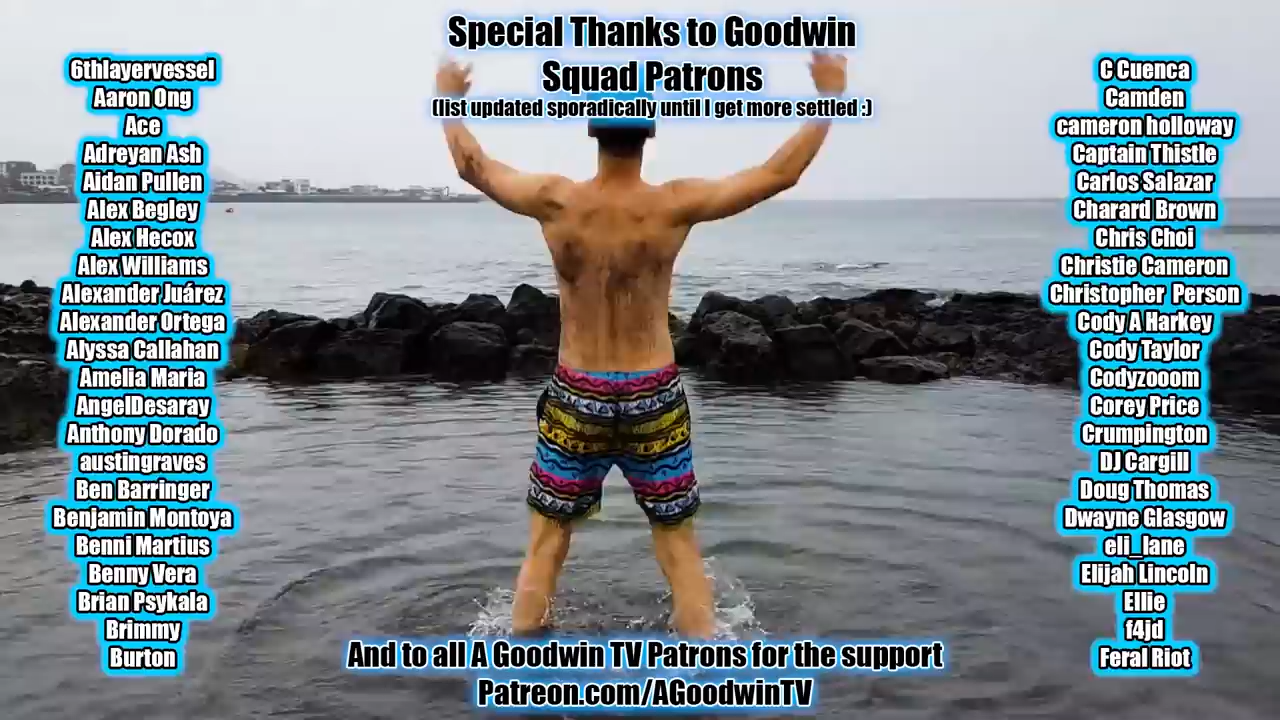 Special Thanks to Goodwin
Squad Patrons
(list updated sporadically until I get more settled :)
6thlayervessel
Aaron Ong
Ace
Adreyan Ash
Aidan Pullen
Alex Begley
Alex Hecox
Alex Williams
Alexander Juárez
Alexander Ortega
Alyssa Callahan
Amelia Maria
AngelDesaray
Anthony Dorado
austingraves
Ben Barringer
Benjamin Montoya
Benni Martius
Benny Vera
Brian Psykala
Brimmy
Burton
C Cuenca
Camden
cameron holloway
Captain Thistle
Carlos Salazar
Charard Brown
Chris Choi
Christie Cameron
Christopher Person
Cody A Harkey
Cody Taylor
Codyzooom
Corey Price
Crumpington
DJ Cargill
Doug Thomas
Dwayne Glasgow
eli_lane
Elijah Lincoln
Ellie
f4jd
Feral Riot
And to all A Goodwin TV Patrons for the support
Patreon.com/AGoodwinTV